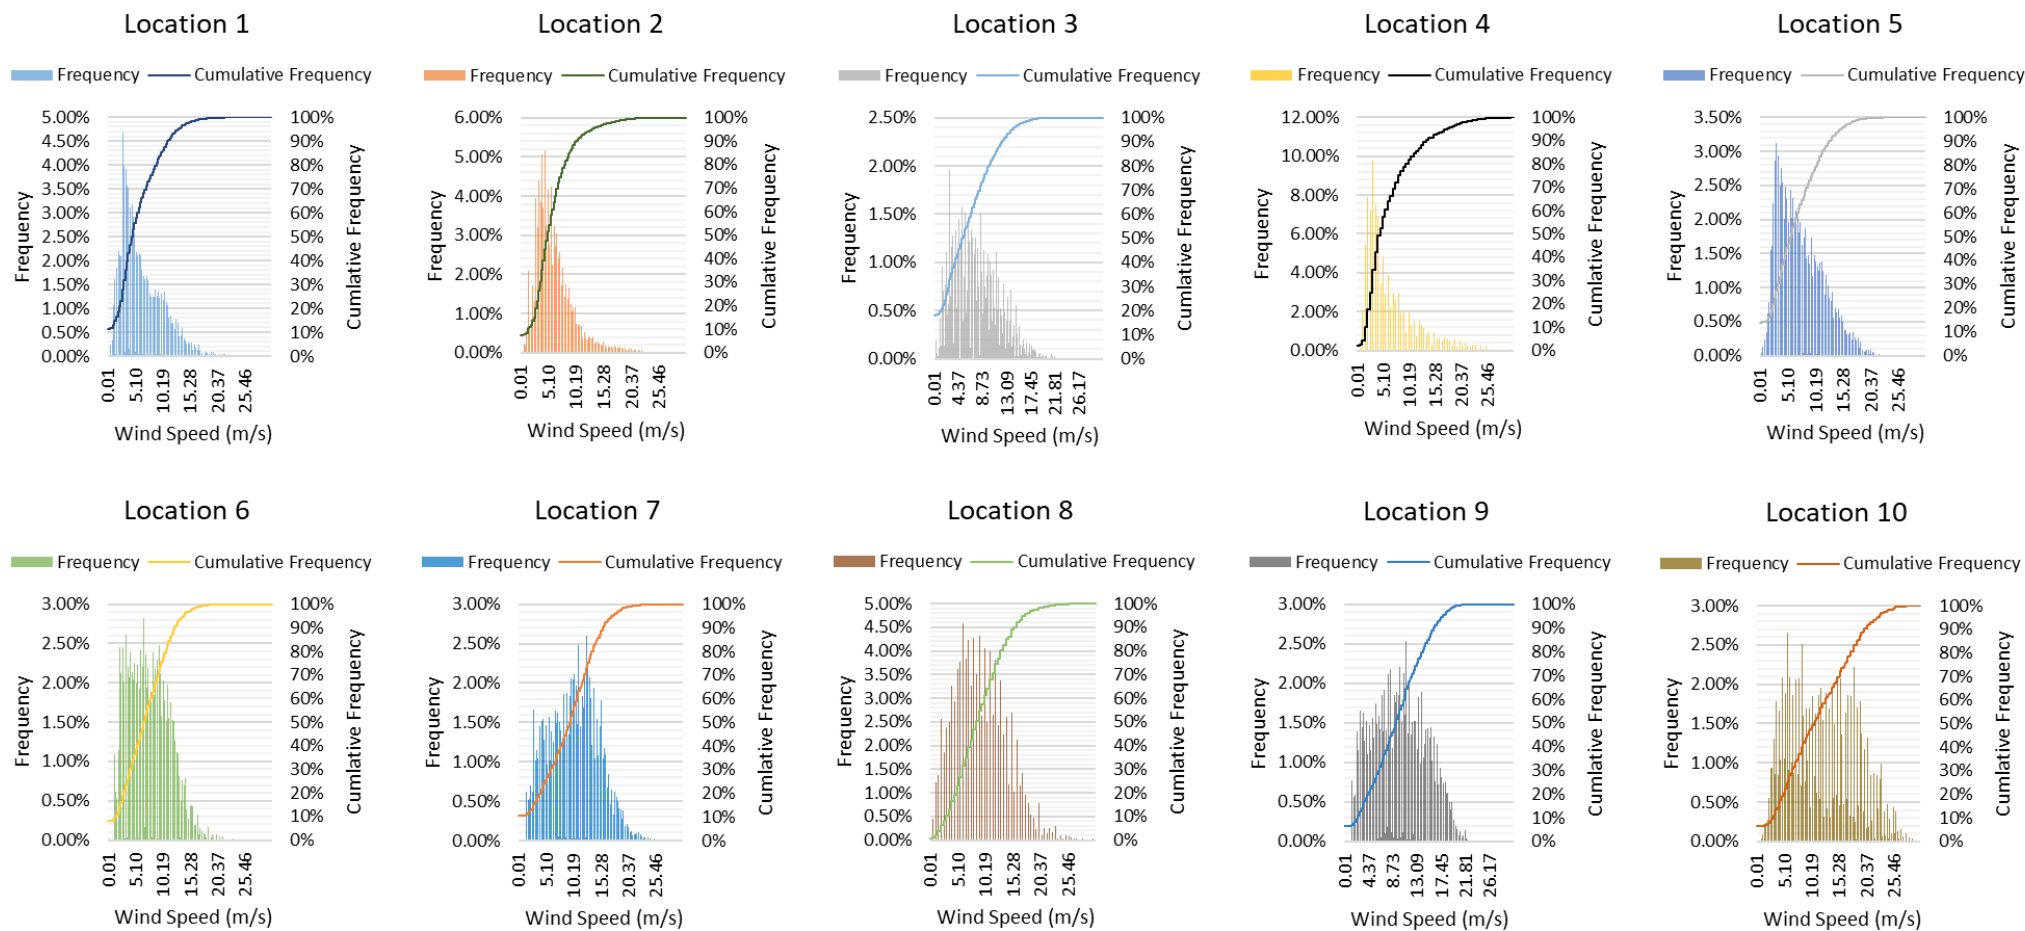 Location 1
Frequency Cumulative Frequency
5.00% 4.50% 4.00% 3.50% 3.00% 2.50% 2.00% 1.50% 1.00% 0.50% 0.00%
Frequency
100% 90% 80% 70% 60% 50% 40% 30% 20% 10% 0%
Cumulative Frequency
0.01 5.10 10.19 15.28 20.37 25.46
Wind Speed (m/s)
Location 2
Frequency Cumulative Frequency
6.00% 5.00% 4.00% 3.00% 2.00% 1.00% 0.00%
Frequency
100% 90% 80% 70% 60% 50% 40% 30% 20% 10% 0%
Cumulative Frequency
0.01 5.10 10.19 15.28 20.37 25.46
Wind Speed (m/s)
Location 3
Frequency Cumulative Frequency
2.50% 2.00% 1.50% 1.00% 0.50% 0.00%
Frequency
100% 90% 80% 70% 60% 50% 40% 30% 20% 10% 0%
Cumulative Frequency
0.01 4.37 8.73 13.09 17.45 21.81 26.17
Wind Speed (m/s)
Location 4
Frequency Cumulative Frequency
12.00% 10.00% 8.00% 6.00% 4.00% 2.00% 0.00%
Frequency
100% 90% 80% 70% 60% 50% 40% 30% 20% 10% 0%
Cumlative Frequency
0.01 5.10 10.19 15.28 20.37 25.46
Wind Speed (m/s)
Location 5
Frequency Cumulative Frequency
3.50% 3.00% 2.50% 2.00% 1.50% 1.00% 0.50% 0.00%
Frequency
100% 90% 80% 70% 60% 50% 40% 30% 20% 10% 0%
Cumulative Frequency
0.01 5.10 10.19 15.28 20.37 25.46
Wind Speed (m/s)
Location 6
Frequency Cumulative Frequency
3.00% 2.50% 2.00% 1.50% 1.00% 0.50% 0.00%
Frequency
100% 90% 80% 70% 60% 50% 40% 30% 20% 10% 0%
Cumulative Frequency
0.01 5.10 10.19 15.28 20.37 25.46
Wind Speed (m/s)
Location 7
Frequency Cumulative Frequency
3.00% 2.50% 2.00% 1.50% 1.00% 0.50% 0.00%
Frequency
100% 90% 80% 70% 60% 50% 40% 30% 20% 10% 0%
Cumulative Frequency
0.01 5.10 10.19 15.28 20.37 25.46
Wind Speed (m/s)
Location 8
Frequency Cumulative Frequency
5.00% 4.50% 4.00% 3.50% 3.00% 2.50% 2.00% 1.50% 1.00% 0.50% 0.00%
Frequency
100% 90% 80% 70% 60% 50% 40% 30% 20% 10% 0%
Cumlative Frequency
0.01 5.10 10.19 15.28 20.37 25.46
Wind Speed (m/s)
Location 9
Frequency Cumulative Frequency
3.00% 2.50% 2.00% 1.50% 1.00% 0.50% 0.00%
Frequency
100% 90% 80% 70% 60% 50% 40% 30% 20% 10% 0%
Cumulative Frequency
0.01 4.37 8.73 13.09 17.45 21.81 26.17
Wind Speed (m/s)
Location 10
Frequency Cumulative Frequency
3.00% 2.50% 2.00% 1.50% 1.00% 0.50% 0.00%
Frequency
100% 90% 80% 70% 60% 50% 40% 30% 20% 10% 0%
Cumulative Frequency
0.01 5.10 10.19 15.28 20.37 25.46
Wind Speed (m/s)